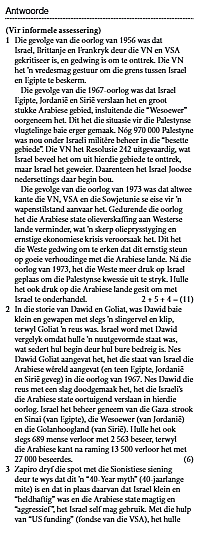 Antwoorde
(Vir informele assessering)
1 Die gevolge van die oorlog van 1956 was dat
Israel, Brittanje en Frankryk deur die VN en VSA
gekritiseer is, en gedwing is om te onttrek. Die VN
het 'n vredesmag gestuur om die grens tussen Israel
en Egipte te beskerm.
Die gevolge van die 1967-oorlog was dat Israel
Egipte, Jordanië en Sirië verslaan het en groot
stukke Arabiese gebied, insluitende die "Wesoewer"
oorgeneem het. Dit het die situasie vir die Palestynse
vlugtelinge baie erger gemaak. Nóg 970 000 Palestyne
was nou onder Israeli militêre beheer in die "besette
gebiede". Die VN het Resolusie 242 uitgevaardig, wat
Israel beveel het om uit hierdie gebiede te onttrek,
maar Israel het geweier. Daarenteen het Israel Joodse
nedersettings daar begin bou.
Die gevolge van die oorlog van 1973 was dat altwee
kante die VN, VSA en die Sowjetunie se eise vir 'n
wapenstilstand aanvaar het. Gedurende die oorlog
het die Arabiese state olieverskaffing aan Westerse
lande verminder, wat 'n skerp olieprysstyging en
ernstige ekonomiese krisis veroorsaak het. Dit het
die Weste gedwing om te erken dat dit ernstig steun
op goeie verhoudinge met die Arabiese lande. Ná die
oorlog van 1973, het die Weste meer druk op Israel
geplaas om die Palestynse kwessie uit te stryk. Hulle
het ook druk op die Arabiese lande gesit om met
Israel te onderhandel. 2 + 5 + 4 = (11)
2 In die storie van Dawid en Goliat, was Dawid baie
klein en gewapen met slegs 'n slingervel en klip,
terwyl Goliat 'n reus was. Israel word met Dawid
vergelyk omdat hulle 'n nuutgevormde staat was,
wat sedert hul begin deur hul bure bedreig is. Nes
Dawid Goliat aangevat het, het die staat van Israel die
Arabiese wêreld aangevat (en teen Egipte, Jordanië
en Sirië geveg) in die oorlog van 1967. Nes Dawid die
reus met een slag doodgemaak het, het die Israeli's
die Arabiese state oortuigend verslaan in hierdie
oorlog. Israel het beheer geneem van die Gaza-strook
en Sinai (van Egipte), die Wesoewer (van Jordanië)
en die Golanhoogland (van Sirië). Hulle het ook
slegs 689 mense verloor met 2 563 beseer, terwyl
die Arabiese kant na raming 13 500 verloor het met
27 000 beseerdes. (6)
3 Zapiro dryf die spot met die Sionistiese siening
deur te wys dat dit 'n "40-Year myth" (40-jaarlange
mite) is en dat in plaas daarvan dat Israel klein en
"heldhaftig" was en die Arabiese state magtig en
"aggressief", het Israel self mag gebruik. Met die hulp
van "US funding" (fondse van die VSA), het hulle